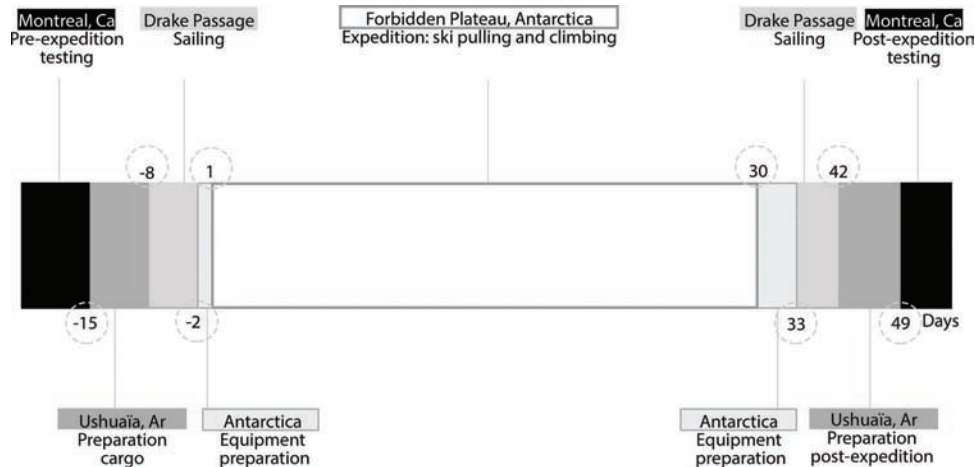 Montreal, Ca
Pre-expedition
testing
Drake Passage
Sailing
Forbidden Plateau, Antarctica
Expedition: ski pulling and climbing
Drake Passage
Sailing
Montreal, Ca
Post-expedition
testing
-8
1
30
42
-15
-2
33
49
Days
Ushuaïa, Ar
Preparation
cargo
Antarctica
Equipment
preparation
Antarctica
Equipment
preparation
Ushuaïa, Ar
Preparation
post-expedition